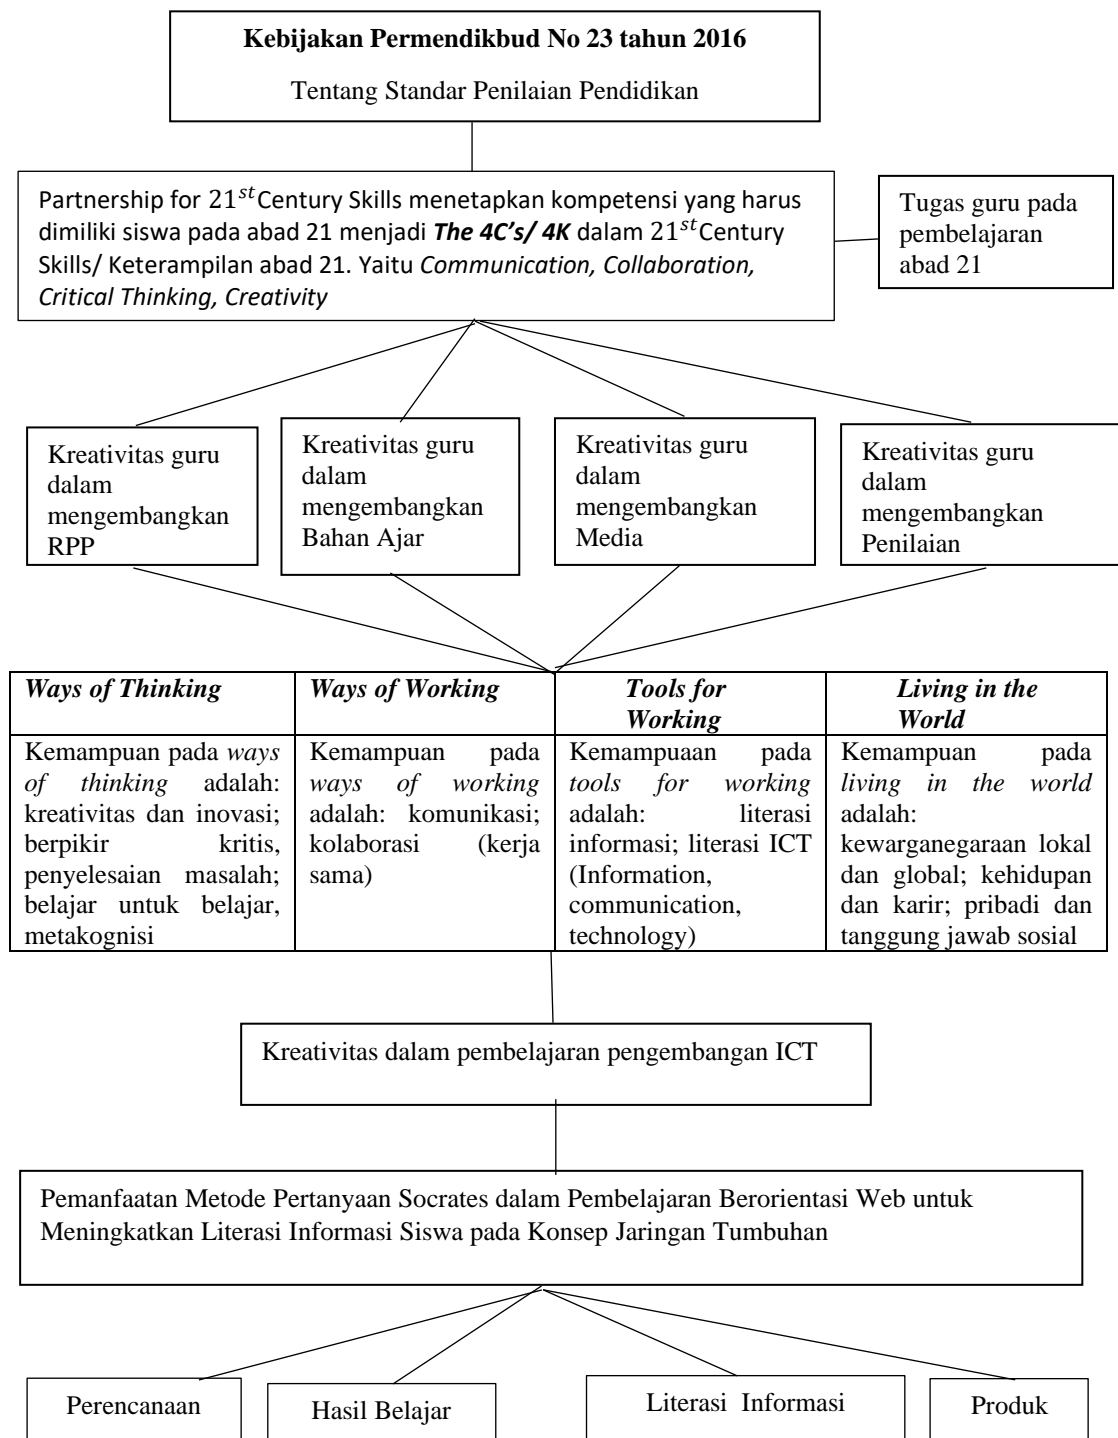 Kebijakan Permendikbud No 23 tahun 2016
Tentang Standar Penilaian Pendidikan
Partnership for 21st Century Skills menetapkan kompetensi yang harus
dimiliki siswa pada abad 21 menjadi The 4C's/ 4K dalam 21st Century
Skills/ Keterampilan abad 21. Yaitu Communication, Collaboration,
Critical Thinking, Creativity
Tugas guru pada
pembelajaran
abad 21
Kreativitas guru
dalam
mengembangkan
RPP
Kreativitas guru
dalam
mengembangkan
Bahan Ajar
Kreativitas guru
dalam
mengembangkan
Media
Kreativitas guru
dalam
mengembangkan
Penilaian
Ways of Thinking
Kemampuan pada ways
of thinking adalah:
kreativitas dan inovasi;
berpikir kritis,
penyelesaian masalah;
belajar untuk belajar,
metakognisi
Ways of Working
Kemampuan pada
ways of working
adalah: komunikasi;
kolaborasi (kerja
sama)
Tools for
Working
Kemampuaan pada
tools for working
adalah: literasi
informasi; literasi ICT
(Information,
communication,
technology)
Living in the
World
Kemampuan pada
living in the world
adalah:
kewarganegaraan lokal
dan global; kehidupan
dan karir; pribadi dan
tanggung jawab sosial
Kreativitas dalam pembelajaran pengembangan ICT
Pemanfaatan Metode Pertanyaan Socrates dalam Pembelajaran Berorientasi Web untuk
Meningkatkan Literasi Informasi Siswa pada Konsep Jaringan Tumbuhan
Perencanaan
Hasil Belajar
Literasi Informasi
Produk